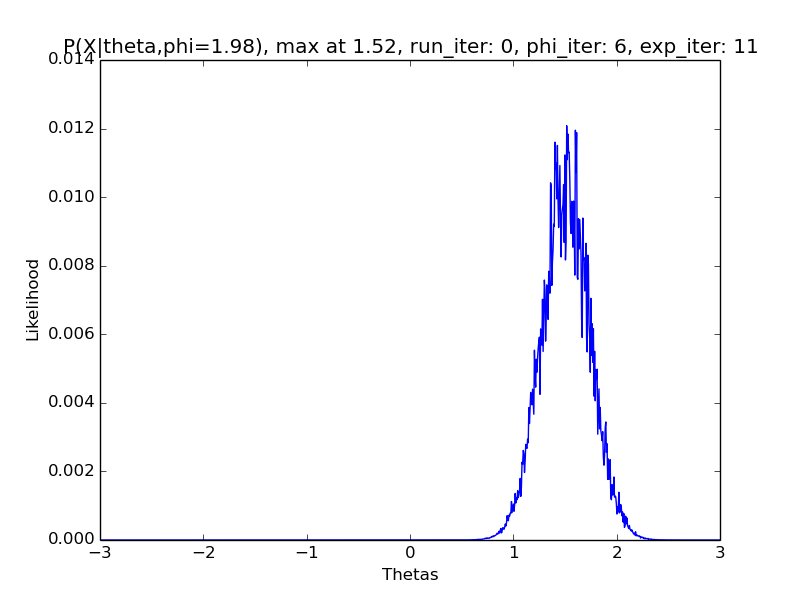 P(X|theta,phi=1.98), max at 1.52, run_iter: 0, phi_iter: 6, exp_iter: 11
0.014
0.012
0.010
0.008
0.006
0.004
0.002
0.000
Likelihood
−3 −2 −1 0 1 2 3
Thetas